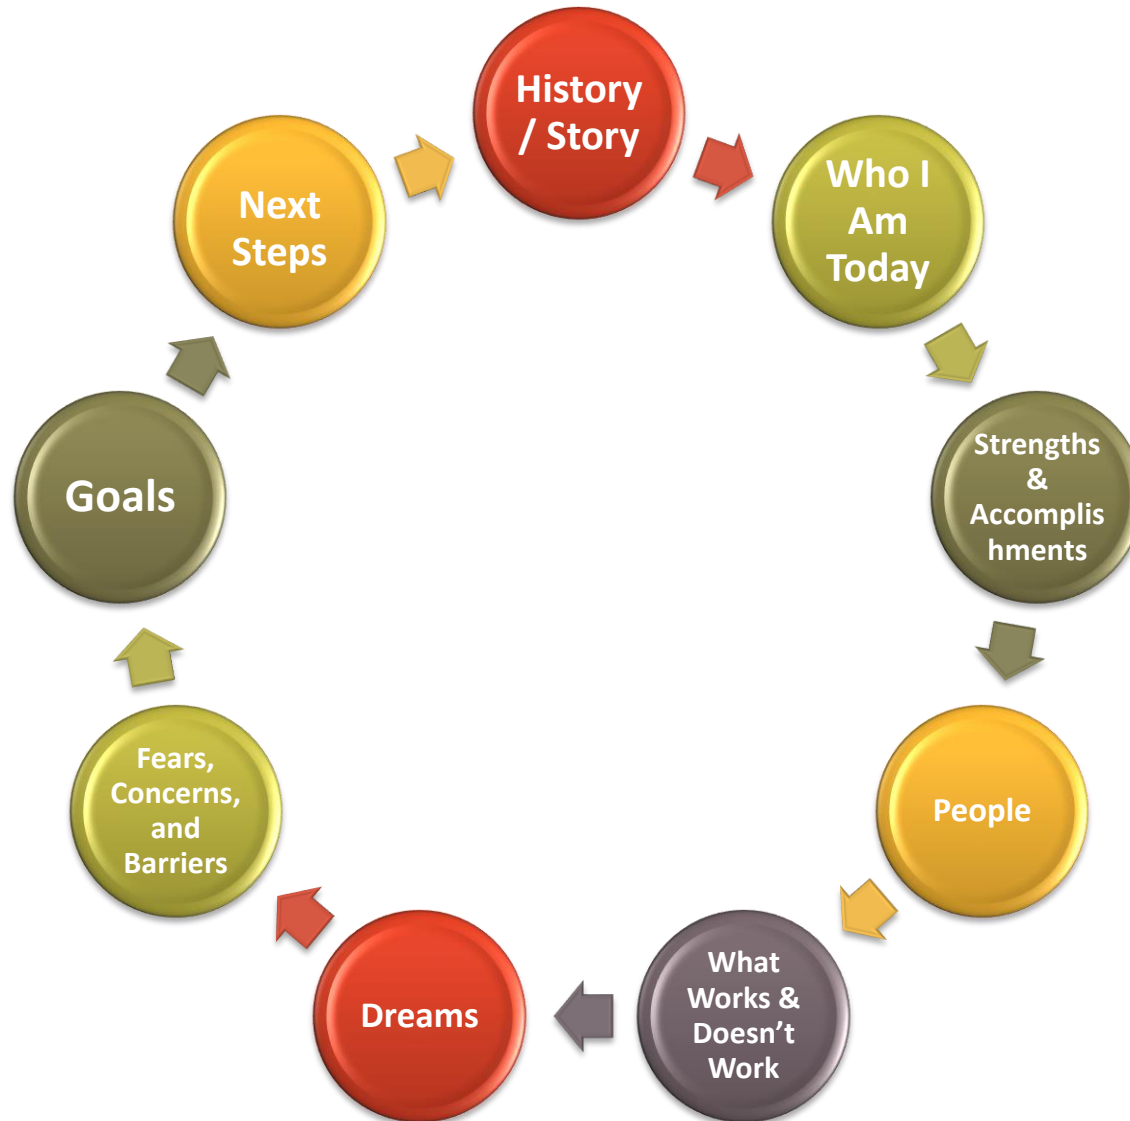 History
/ Story
Who I
Am
Today
Strengths
&
Accomplis
hments
People
What
Works &
Doesn’t
Work
Dreams
Fears,
Concerns,
and
Barriers
Goals
Next
Steps